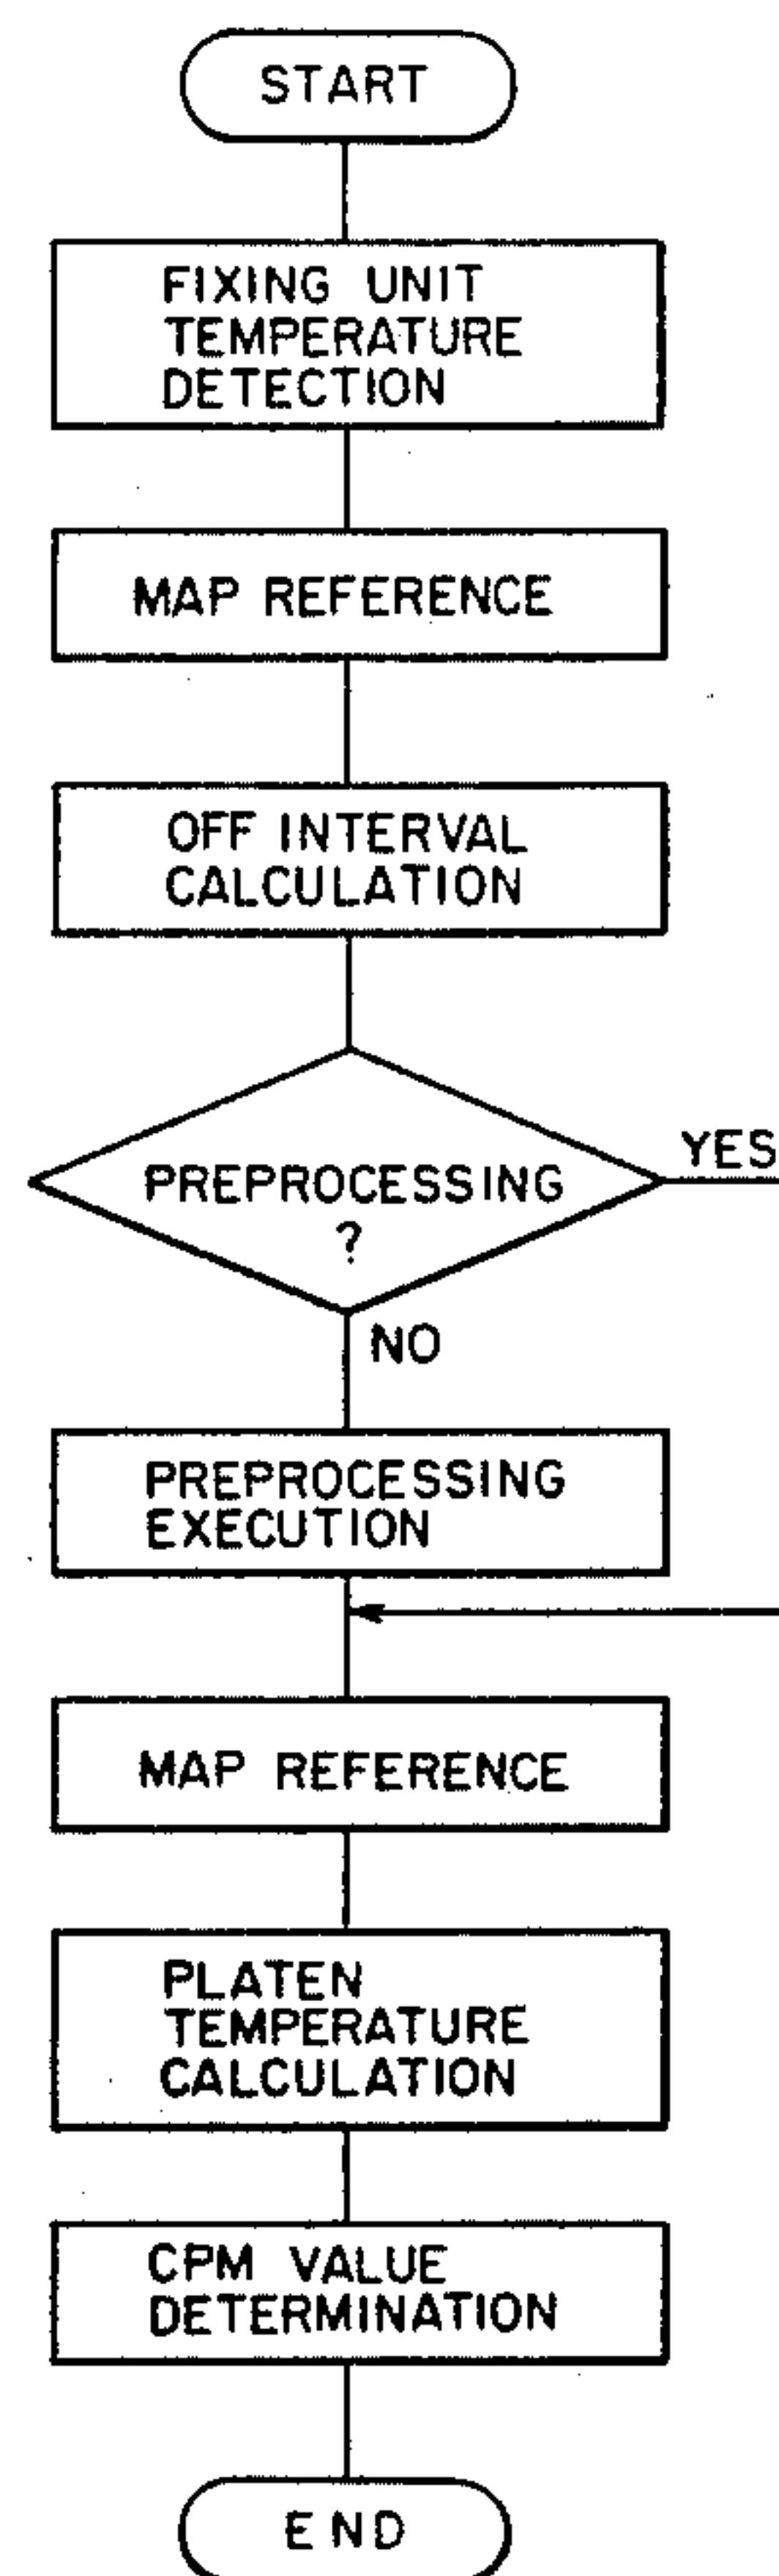 START
FIXING UNIT
TEMPERATURE
DETECTION
MAP REFERENCE
OFF INTERVAL
CALCULATION
YES
PREPROCESSING
?
NO
PREPROCESSING
EXECUTION
MAP REFERENCE
PLATEN
TEMPERATURE
CALCULATION
CPM VALUE
DETERMINATION
END